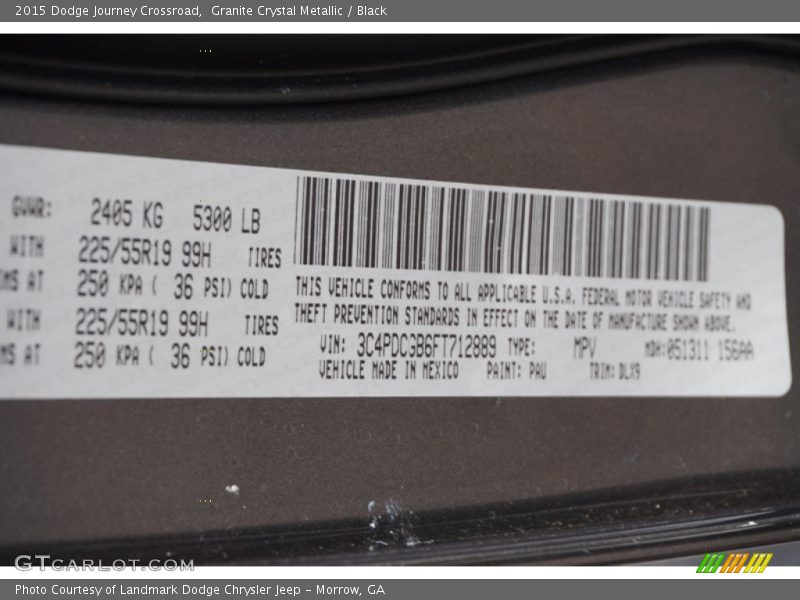 2015 Dodge Journey Crossroad,  Granite Crystal Metallic / Black
GVWR: 2405 KG 5300 LB
WITH 225/55R19 99H TIRES
AT 250 KPA ( 36 PSI) COLD
WITH 225/55R19 99H TIRES
AT 250 KPA ( 36 PSI) COLD
THIS VEHICLE CONFORMS TO ALL APPLICABLE U.S.A. FEDERAL MOTOR VEHICLE SAFETY AND
THEFT PREVENTION STANDARDS IN EFFECT ON THE DATE OF MANUFACTURE SHOWN ABOVE.
VIN: 3C4PDCGB6FT712889 TYPE: MPV MDH:051311 156AA
VEHICLE MADE IN MEXICO PAINT: PAU TRIM: DLX9
GTCARLOT.COM
Photo Courtesy of Landmark Dodge Chrysler Jeep – Morrow, GA